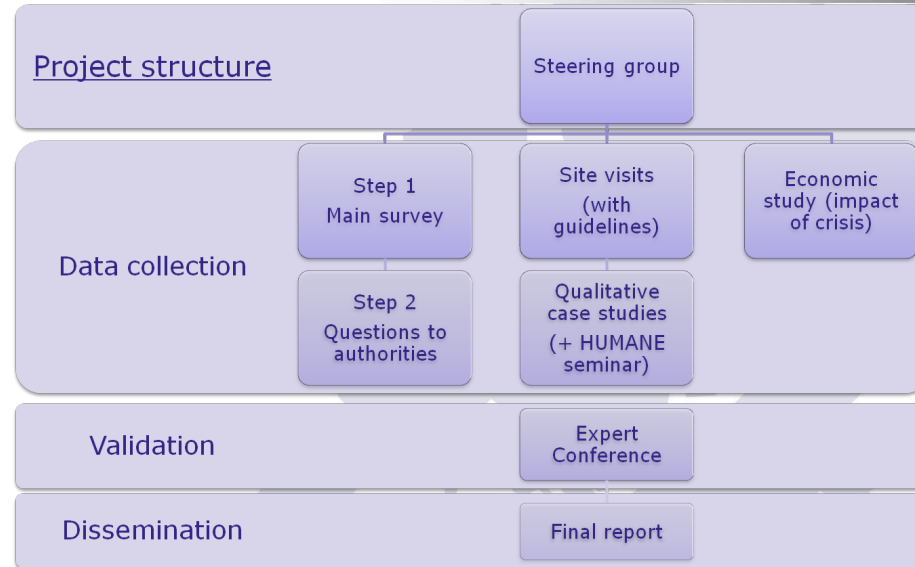 Project structure
Steering group
Data collection
Step 1
Main survey
Site visits
(with
guidelines)
Economic
study (impact
of crisis)
Step 2
Questions to
authorities
Qualitative
case studies
(+ HUMANE
seminar)
Validation
Expert
Conference
Dissemination
Final report